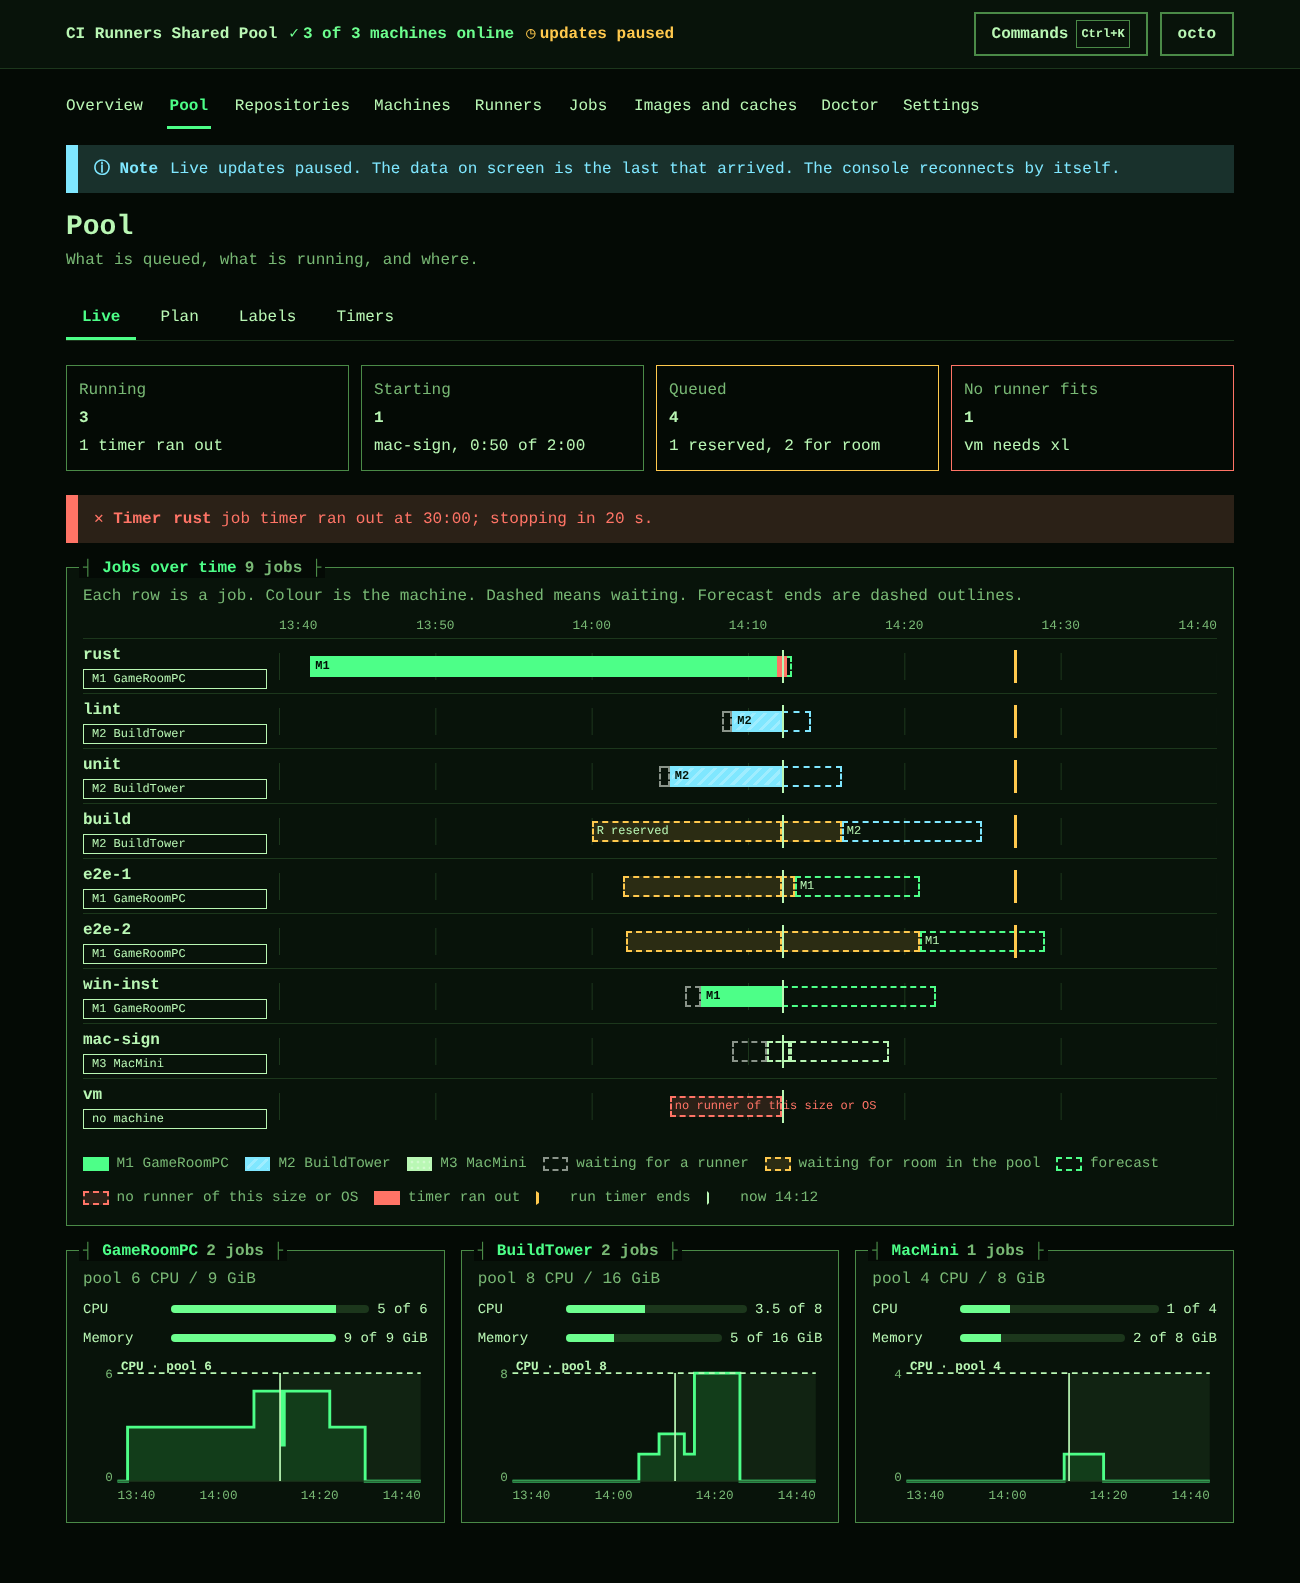 CI Runners Shared Pool ✓ 3 of 3 machines online ◷ updates paused
Commands Ctrl+K octo
Overview Pool Repositories Machines Runners Jobs Images and caches Doctor Settings
ⓘ Note Live updates paused. The data on screen is the last that arrived. The console reconnects by itself.
Pool
What is queued, what is running, and where.
Live Plan Labels Timers
Running
3
1 timer ran out
Starting
1
mac-sign, 0:50 of 2:00
Queued
4
1 reserved, 2 for room
No runner fits
1
vm needs xl
✕ Timer rust job timer ran out at 30:00; stopping in 20 s.
Jobs over time 9 jobs
Each row is a job. Colour is the machine. Dashed means waiting. Forecast ends are dashed outlines.
13:40 13:50 14:00 14:10 14:20 14:30 14:40
rust
M1 GameRoomPC
M1
lint
M2 BuildTower
M2
unit
M2 BuildTower
M2
build
M2 BuildTower
R reserved M2
e2e-1
M1 GameRoomPC
M1
e2e-2
M1 GameRoomPC
M1
win-inst
M1 GameRoomPC
M1
mac-sign
M3 MacMini
vm
no machine
no runner of this size or OS
M1 GameRoomPC M2 BuildTower M3 MacMini waiting for a runner waiting for room in the pool forecast
no runner of this size or OS timer ran out run timer ends now 14:12
GameRoomPC 2 jobs
pool 6 CPU / 9 GiB
CPU 5 of 6
Memory 9 of 9 GiB
CPU · pool 6
6
0
13:40 14:00 14:20 14:40
BuildTower 2 jobs
pool 8 CPU / 16 GiB
CPU 3.5 of 8
Memory 5 of 16 GiB
CPU · pool 8
8
0
13:40 14:00 14:20 14:40
MacMini 1 jobs
pool 4 CPU / 8 GiB
CPU 1 of 4
Memory 2 of 8 GiB
CPU · pool 4
4
0
13:40 14:00 14:20 14:40